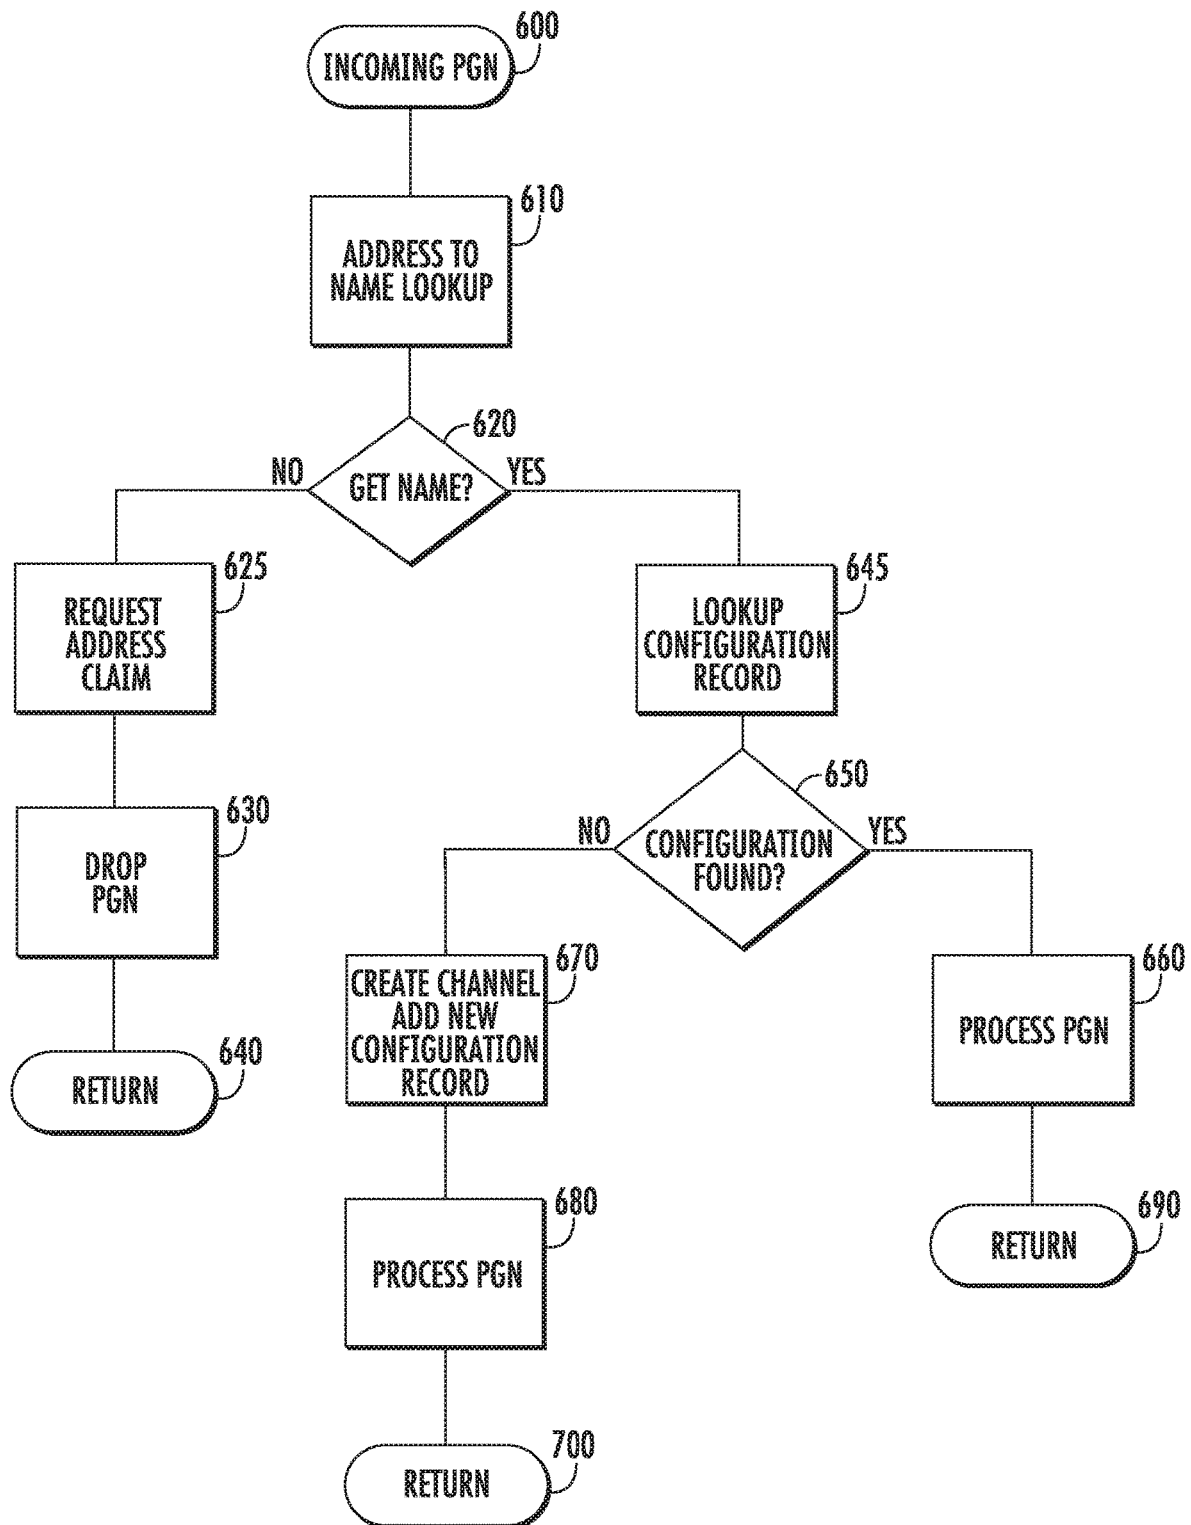 600
INCOMING PGN
610
ADDRESS TO
NAME LOOKUP
620
NO
GET NAME?
YES
625
REQUEST
ADDRESS
CLAIM
645
LOOKUP
CONFIGURATION
RECORD
650
NO
CONFIGURATION
FOUND?
YES
630
DROP
PGN
640
RETURN
670
CREATE CHANNEL
ADD NEW
CONFIGURATION
RECORD
660
PROCESS PGN
680
PROCESS PGN
690
RETURN
700
RETURN